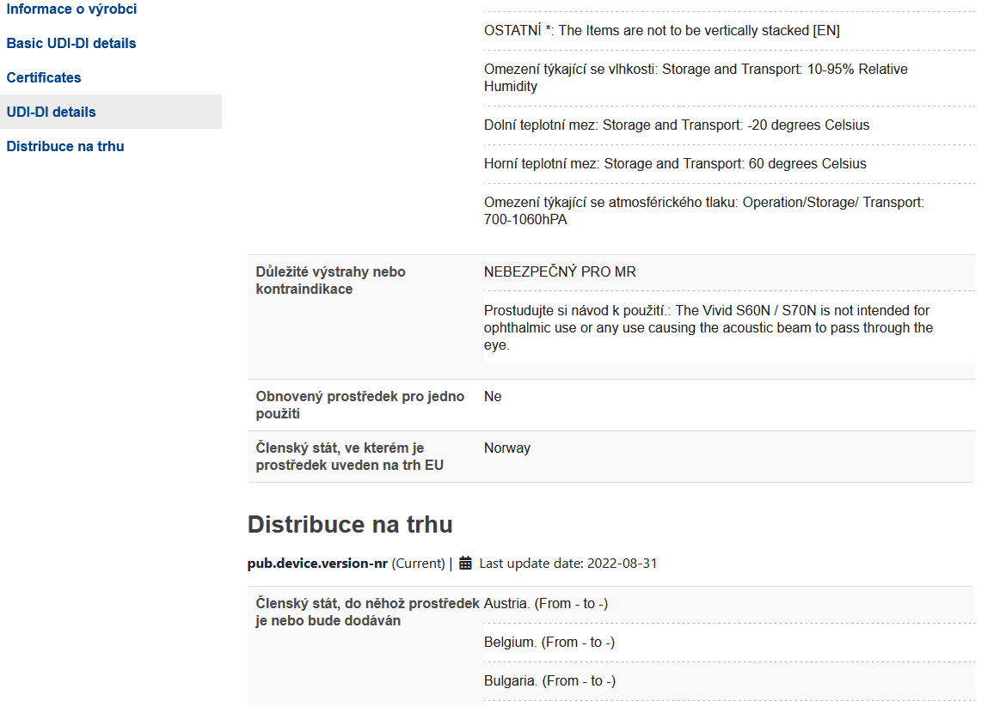 Informace o výrobci
Basic UDI-DI details
Certificates
UDI-DI details
Distribuce na trhu
OSTATNÍ *: The Items are not to be vertically stacked [EN]
Omezení týkající se vlhkosti: Storage and Transport: 10-95% Relative
Humidity
Dolní teplotní mez: Storage and Transport: -20 degrees Celsius
Horní teplotní mez: Storage and Transport: 60 degrees Celsius
Omezení týkající se atmosférického tlaku: Operation/Storage/ Transport:
700-1060hPA
Důležité výstrahy nebo
kontraindikace
NEBEZPEČNÝ PRO MR
Prostudujte si návod k použití.: The Vivid S60N / S70N is not intended for
ophthalmic use or any use causing the acoustic beam to pass through the
eye.
Obnovený prostředek pro jedno
použití
Ne
Členský stát, ve kterém je
prostředek uveden na trh EU
Norway
Distribuce na trhu
pub.device.version-nr (Current) | Last update date: 2022-08-31
Členský stát, do něhož prostředek
je nebo bude dodáván
Austria. (From - to -)
Belgium. (From - to -)
Bulgaria. (From - to -)